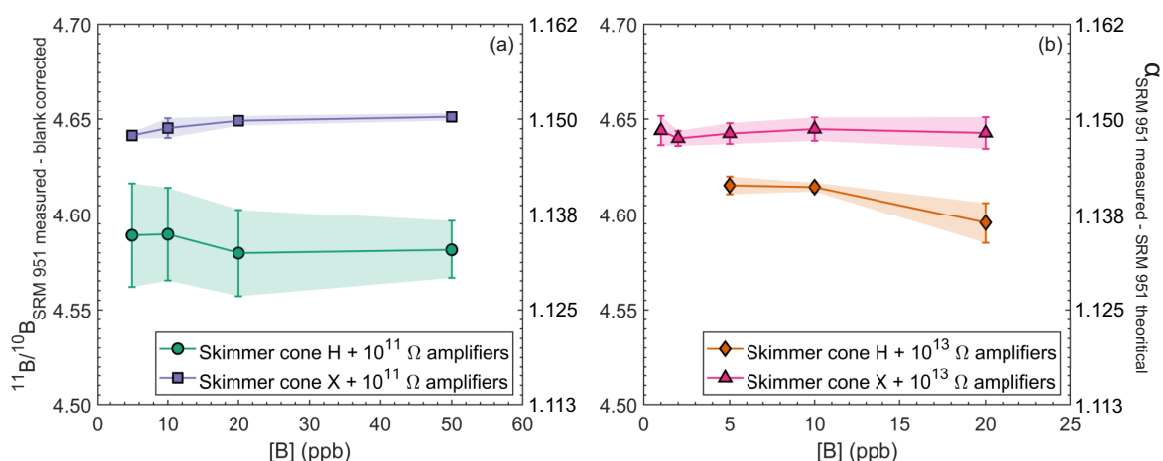 4.70
4.65
4.60
4.55
4.50
¹¹B/¹⁰B SRM 951 measured - blank corrected
(a)
Skimmer cone H + 10¹¹ Ω amplifiers
Skimmer cone X + 10¹¹ Ω amplifiers
0 10 20 30 40 50 60
[B] (ppb)
1.162
1.150
1.138
1.125
1.113
4.70
4.65
4.60
4.55
4.50
(b)
Skimmer cone H + 10¹³ Ω amplifiers
Skimmer cone X + 10¹³ Ω amplifiers
0 5 10 15 20 25
[B] (ppb)
1.162
1.150
1.138
1.125
1.113
α SRM 951 measured - SRM 951 theoritical